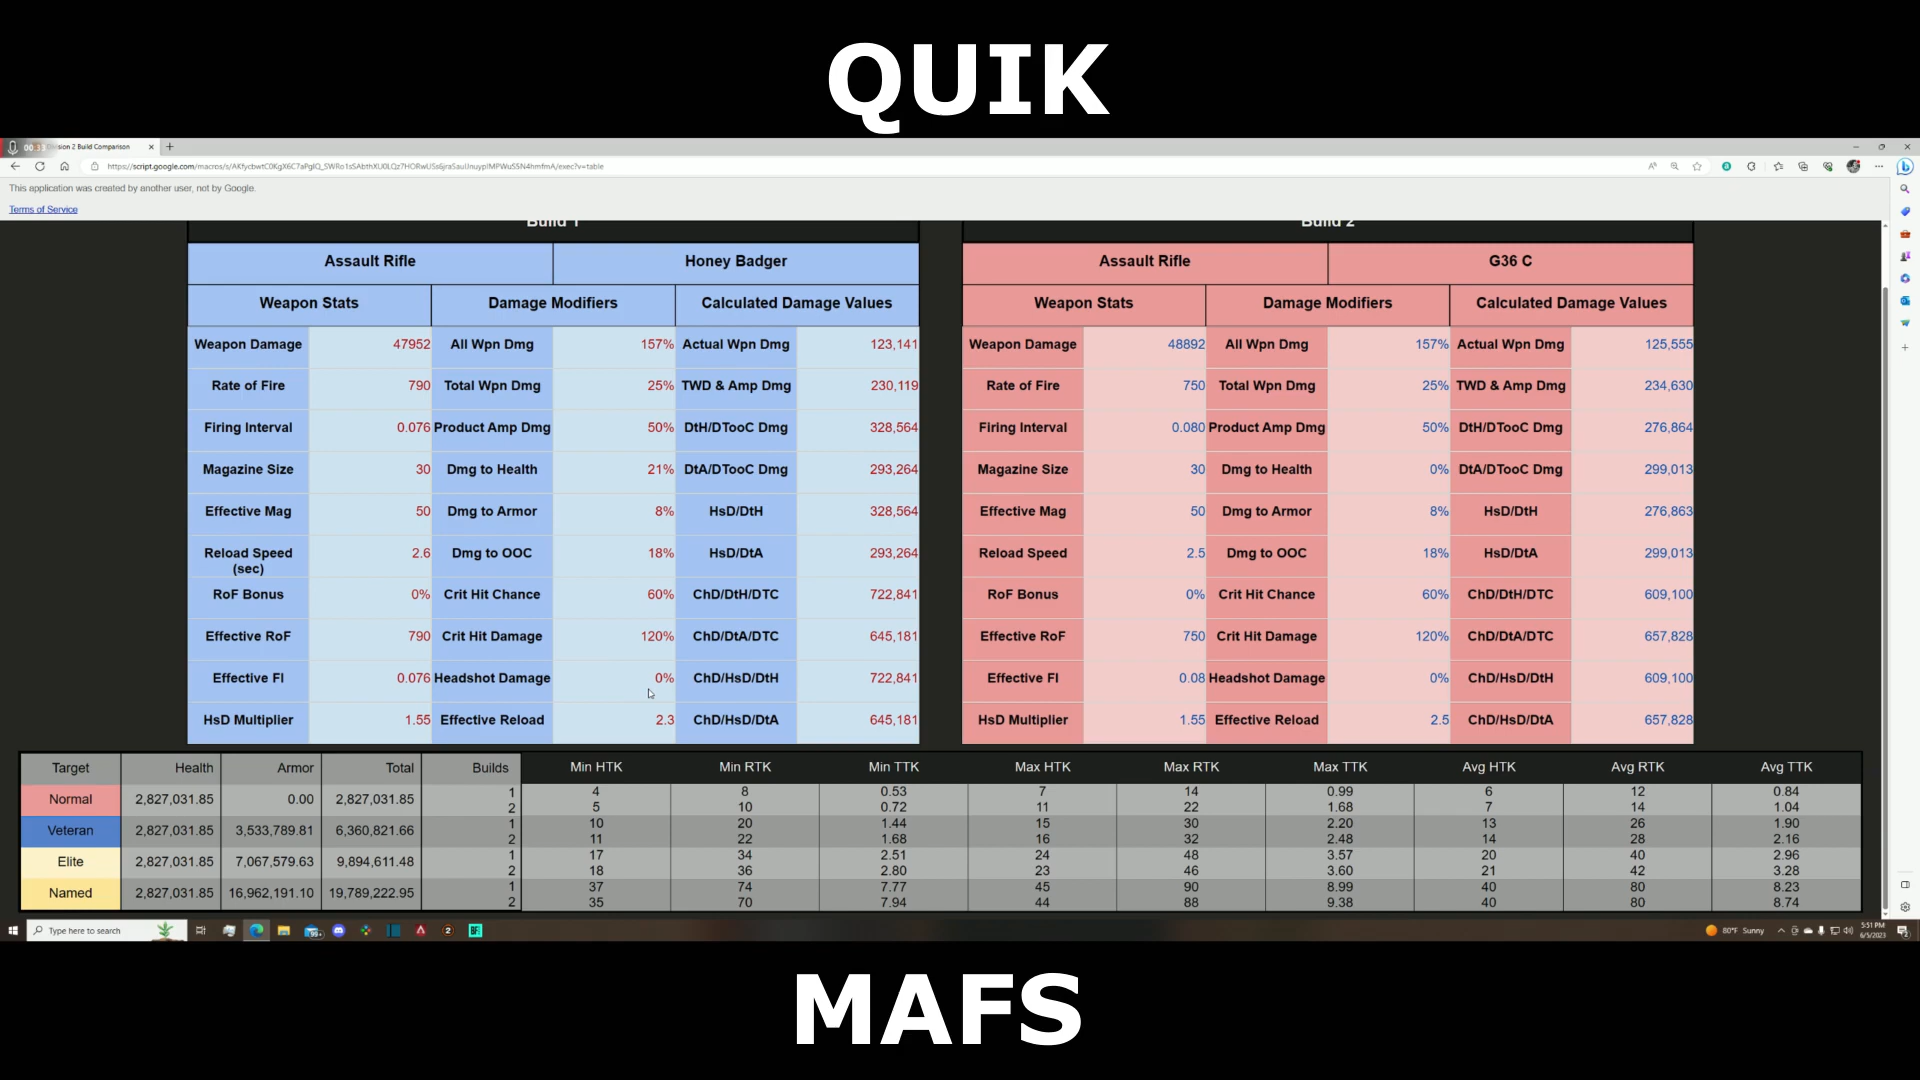 QUIK
00:33 sion 2 Build Comparison
This application was created by another user, not by Google.
Terms of Service
Build 1
Assault Rifle Honey Badger
Weapon Stats Damage Modifiers Calculated Damage Values
Weapon Damage 47952 All Wpn Dmg 157% Actual Wpn Dmg 123,141
Rate of Fire 790 Total Wpn Dmg 25% TWD & Amp Dmg 230,119
Firing Interval 0.076 Product Amp Dmg 50% DtH/DTooC Dmg 328,564
Magazine Size 30 Dmg to Health 21% DtA/DTooC Dmg 293,264
Effective Mag 50 Dmg to Armor 8% HsD/DtH 328,564
Reload Speed (sec) 2.6 Dmg to OOC 18% HsD/DtA 293,264
RoF Bonus 0% Crit Hit Chance 60% ChD/DtH/DTC 722,841
Effective RoF 790 Crit Hit Damage 120% ChD/DtA/DTC 645,181
Effective FI 0.076 Headshot Damage 0% ChD/HsD/DtH 722,841
HsD Multiplier 1.55 Effective Reload 2.3 ChD/HsD/DtA 645,181
Build 2
Assault Rifle G36 C
Weapon Stats Damage Modifiers Calculated Damage Values
Weapon Damage 48892 All Wpn Dmg 157% Actual Wpn Dmg 125,555
Rate of Fire 750 Total Wpn Dmg 25% TWD & Amp Dmg 234,630
Firing Interval 0.080 Product Amp Dmg 50% DtH/DTooC Dmg 276,864
Magazine Size 30 Dmg to Health 0% DtA/DTooC Dmg 299,013
Effective Mag 50 Dmg to Armor 8% HsD/DtH 276,863
Reload Speed 2.5 Dmg to OOC 18% HsD/DtA 299,013
RoF Bonus 0% Crit Hit Chance 60% ChD/DtH/DTC 609,100
Effective RoF 750 Crit Hit Damage 120% ChD/DtA/DTC 657,828
Effective FI 0.08 Headshot Damage 0% ChD/HsD/DtH 609,100
HsD Multiplier 1.55 Effective Reload 2.5 ChD/HsD/DtA 657,828
Target Health Armor Total Builds Min HTK Min RTK Min TTK Max HTK Max RTK Max TTK Avg HTK Avg RTK Avg TTK
Normal 2,827,031.85 0.00 2,827,031.85 1 4 8 0.53 7 14 0.99 6 12 0.84
2 5 10 0.72 11 22 1.68 7 14 1.04
Veteran 2,827,031.85 3,533,789.81 6,360,821.66 1 10 20 1.44 15 30 2.20 13 26 1.90
2 11 22 1.68 16 32 2.48 14 28 2.16
Elite 2,827,031.85 7,067,579.63 9,894,611.48 1 17 34 2.51 24 48 3.57 20 40 2.96
2 18 36 2.80 23 46 3.60 21 42 3.28
Named 2,827,031.85 16,962,191.10 19,789,222.95 1 37 74 7.77 45 90 8.99 40 80 8.23
2 35 70 7.94 44 88 9.38 40 80 8.74
Type here to search
80°F Sunny
5:51 PM
6/5/2023
MAFS